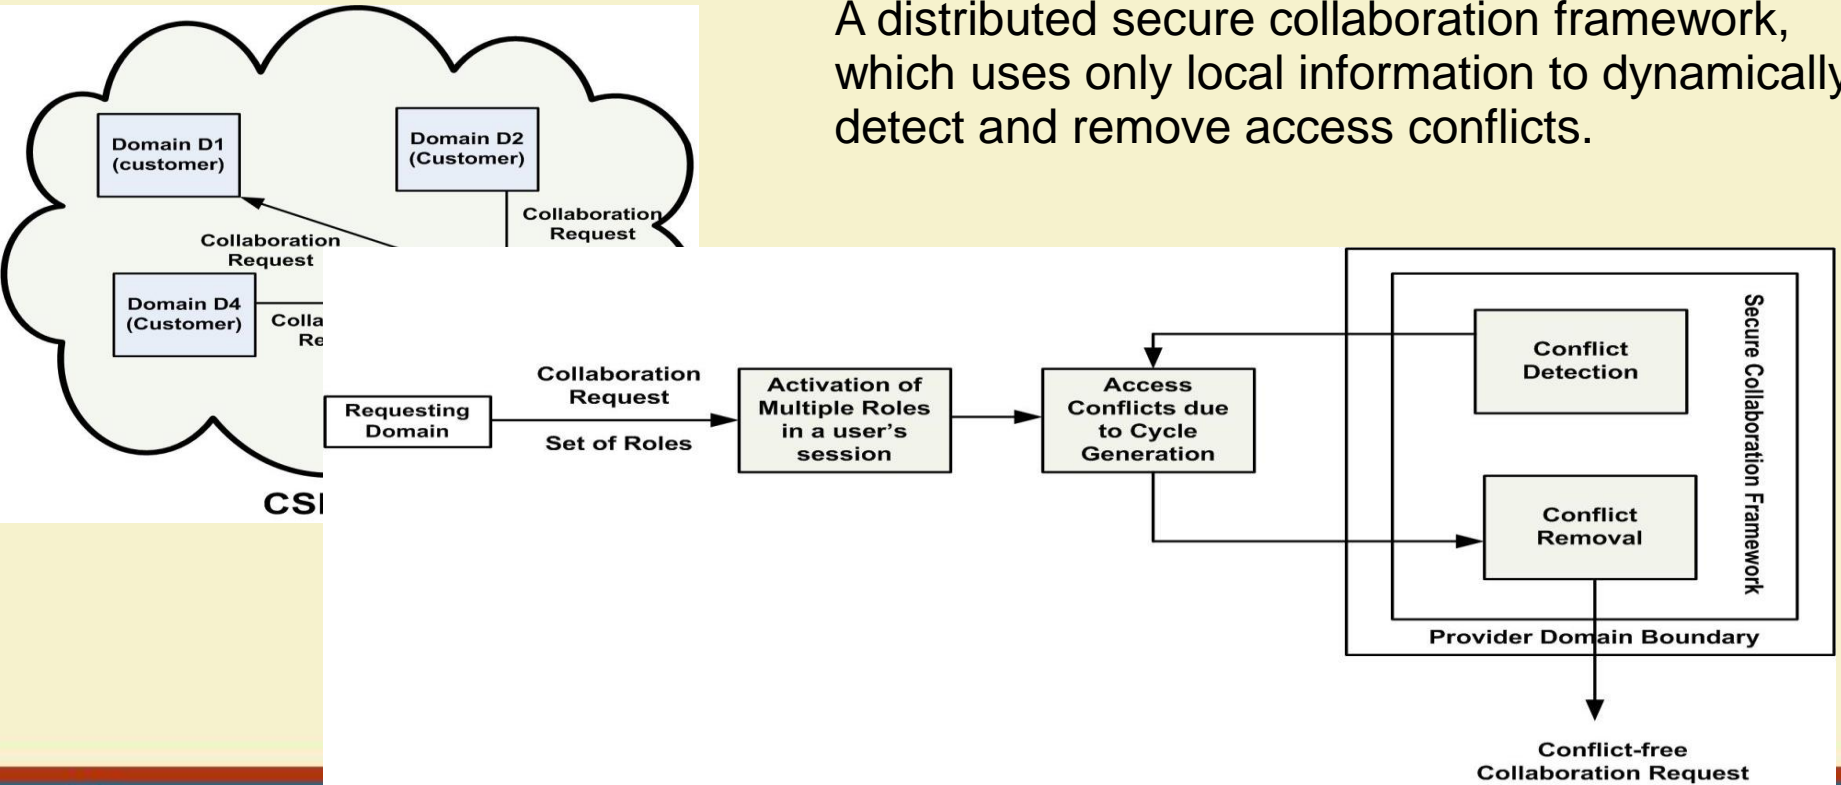 A distributed secure collaboration framework,
which uses only local information to dynamically
detect and remove access conflicts.
Domain D1
(customer)
Domain D2
(Customer)
Collaboration
Request
Collaboration
Request
Domain D4
(Customer)
Requesting
Domain
Collaboration
Request
Set of Roles
Activation of
Multiple Roles
in a user's
session
Access
Conflicts due
to Cycle
Generation
Conflict
Detection
Conflict
Removal
Secure Collaboration Framework
Provider Domain Boundary
Conflict-free
Collaboration Request